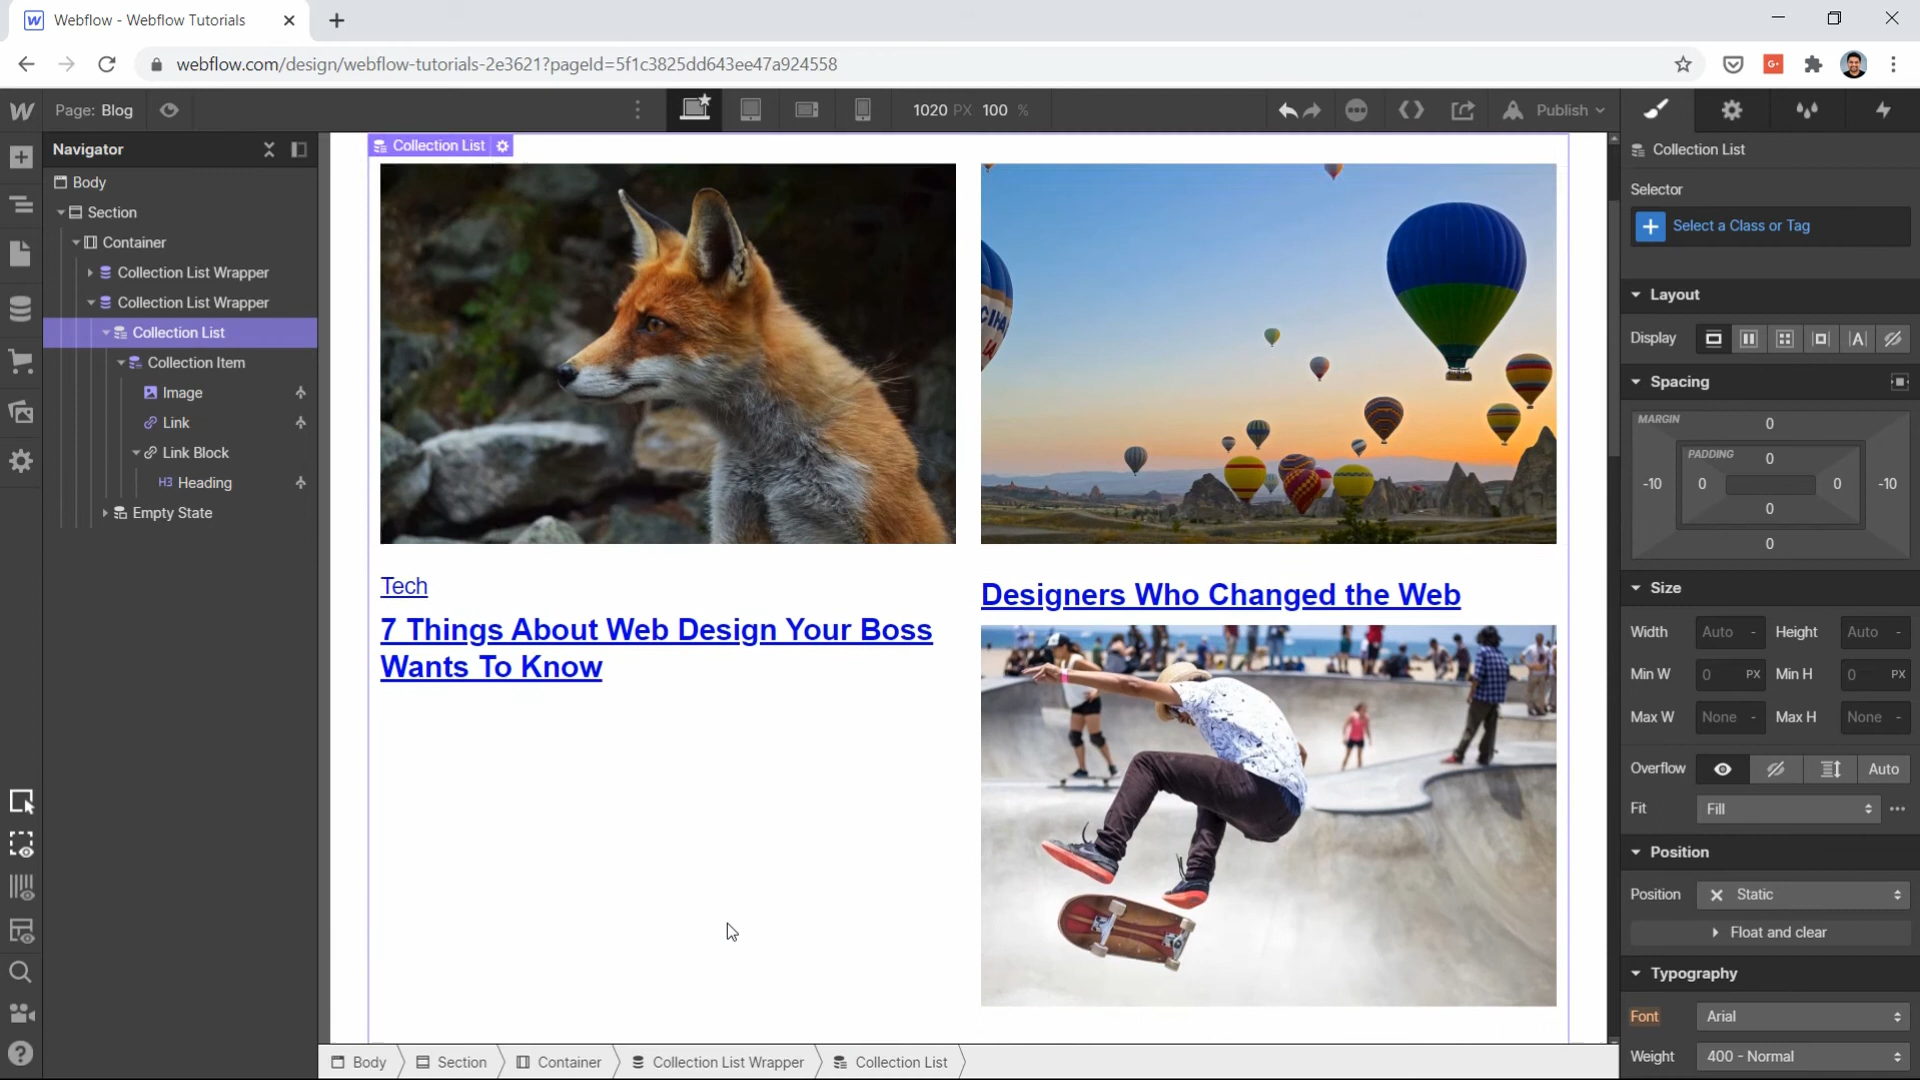 Webflow - Webflow Tutorials
webflow.com/design/webflow-tutorials-2e3621?pageId=5f1c3825dd643ee47a924558
Page: Blog
1020 PX 100 %
Publish
Navigator
Body
Section
Container
Collection List Wrapper
Collection List Wrapper
Collection List
Collection Item
Image
Link
Link Block
H3 Heading
Empty State
Collection List
Tech
7 Things About Web Design Your Boss
Wants To Know
Designers Who Changed the Web
Body
Section
Container
Collection List Wrapper
Collection List
Collection List
Selector
Select a Class or Tag
Layout
Display
Spacing
MARGIN
0
PADDING
0
-10
0
0
-10
0
0
Size
Width Auto - Height Auto -
Min W 0 PX Min H 0 PX
Max W None - Max H None -
Overflow Auto
Fit Fill
Position
Position Static
Float and clear
Typography
Font Arial
Weight 400 - Normal